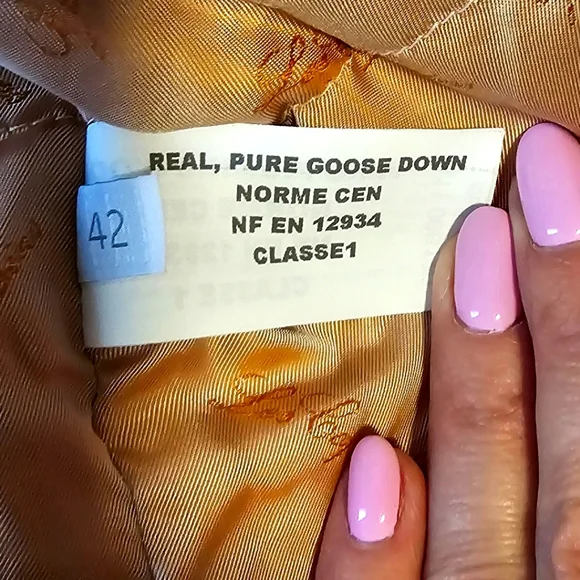 REAL, PURE GOOSE DOWN
NORME CEN
NF EN 12934
CLASSE1
42